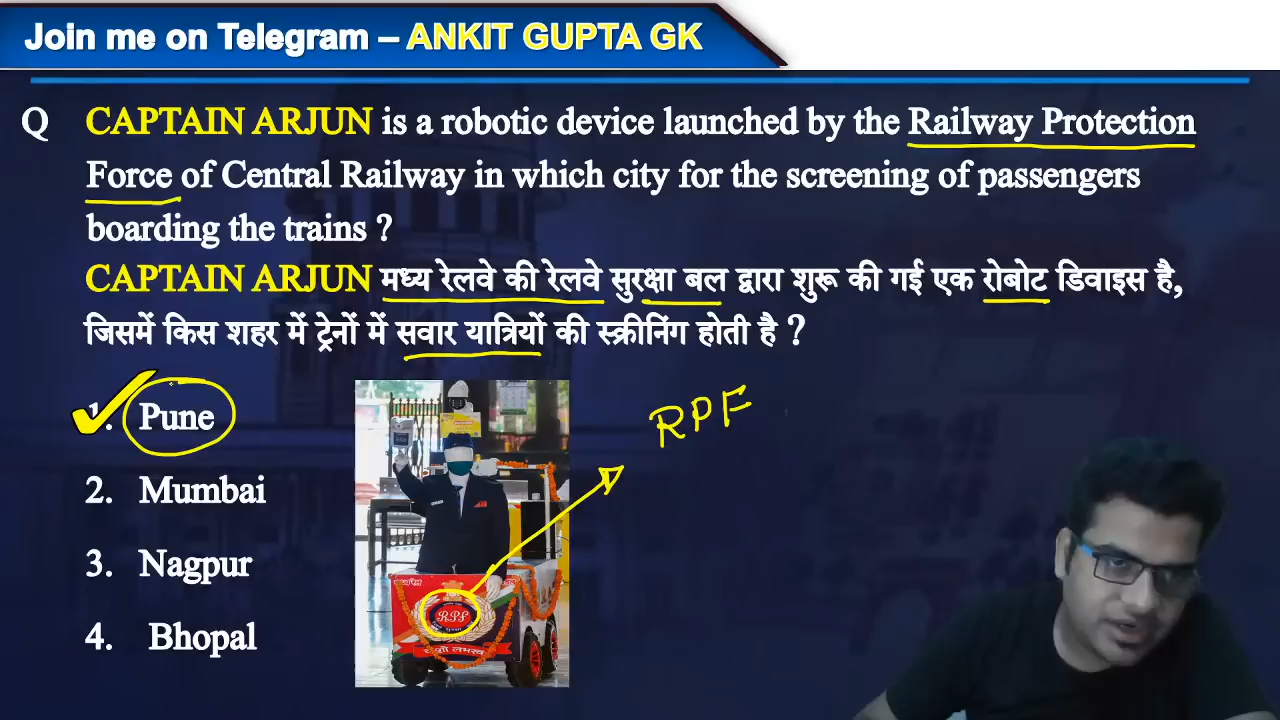 Join me on Telegram – ANKIT GUPTA GK
Q CAPTAIN ARJUN is a robotic device launched by the Railway Protection
Force of Central Railway in which city for the screening of passengers
boarding the trains ?
CAPTAIN ARJUN मध्य रेलवे की रेलवे सुरक्षा बल द्वारा शुरू की गई एक रोबोट डिवाइस है,
जिसमें किस शहर में ट्रेनों में सवार यात्रियों की स्क्रीनिंग होती है ?
1. Pune
2. Mumbai
3. Nagpur
4. Bhopal
RPF
RPF